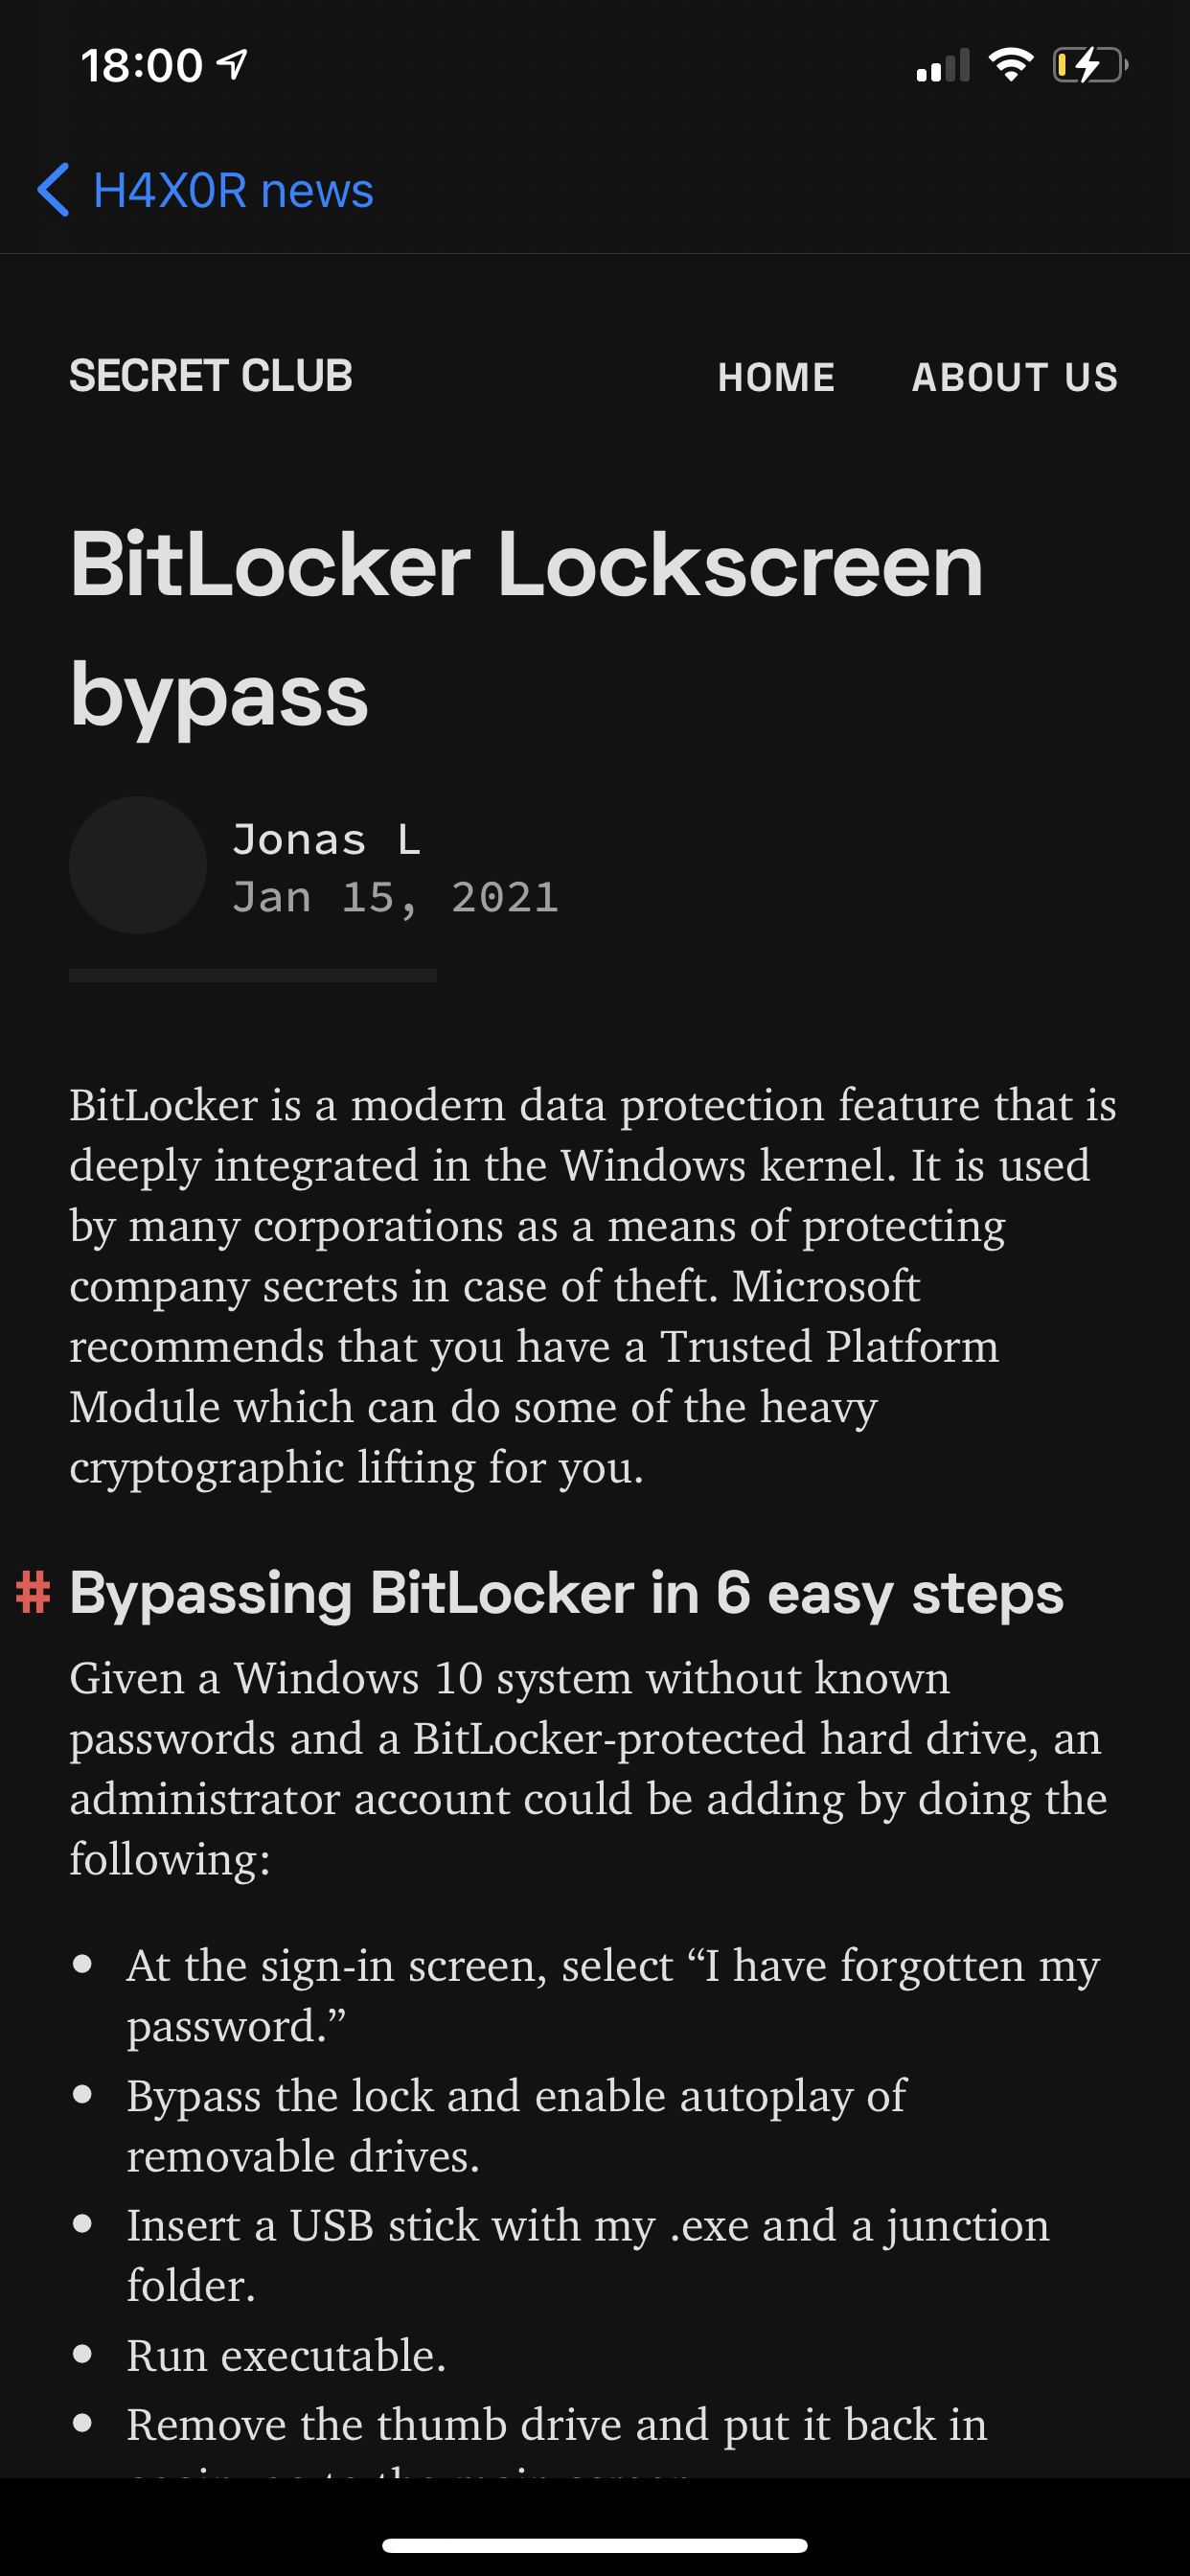 18:00
H4X0R news
SECRET CLUB HOME ABOUT US
BitLocker Lockscreen
bypass
Jonas L
Jan 15, 2021
BitLocker is a modern data protection feature that is
deeply integrated in the Windows kernel. It is used
by many corporations as a means of protecting
company secrets in case of theft. Microsoft
recommends that you have a Trusted Platform
Module which can do some of the heavy
cryptographic lifting for you.
# Bypassing BitLocker in 6 easy steps
Given a Windows 10 system without known
passwords and a BitLocker-protected hard drive, an
administrator account could be adding by doing the
following:
• At the sign-in screen, select “I have forgotten my
password.”
• Bypass the lock and enable autoplay of
removable drives.
• Insert a USB stick with my .exe and a junction
folder.
• Run executable.
• Remove the thumb drive and put it back in